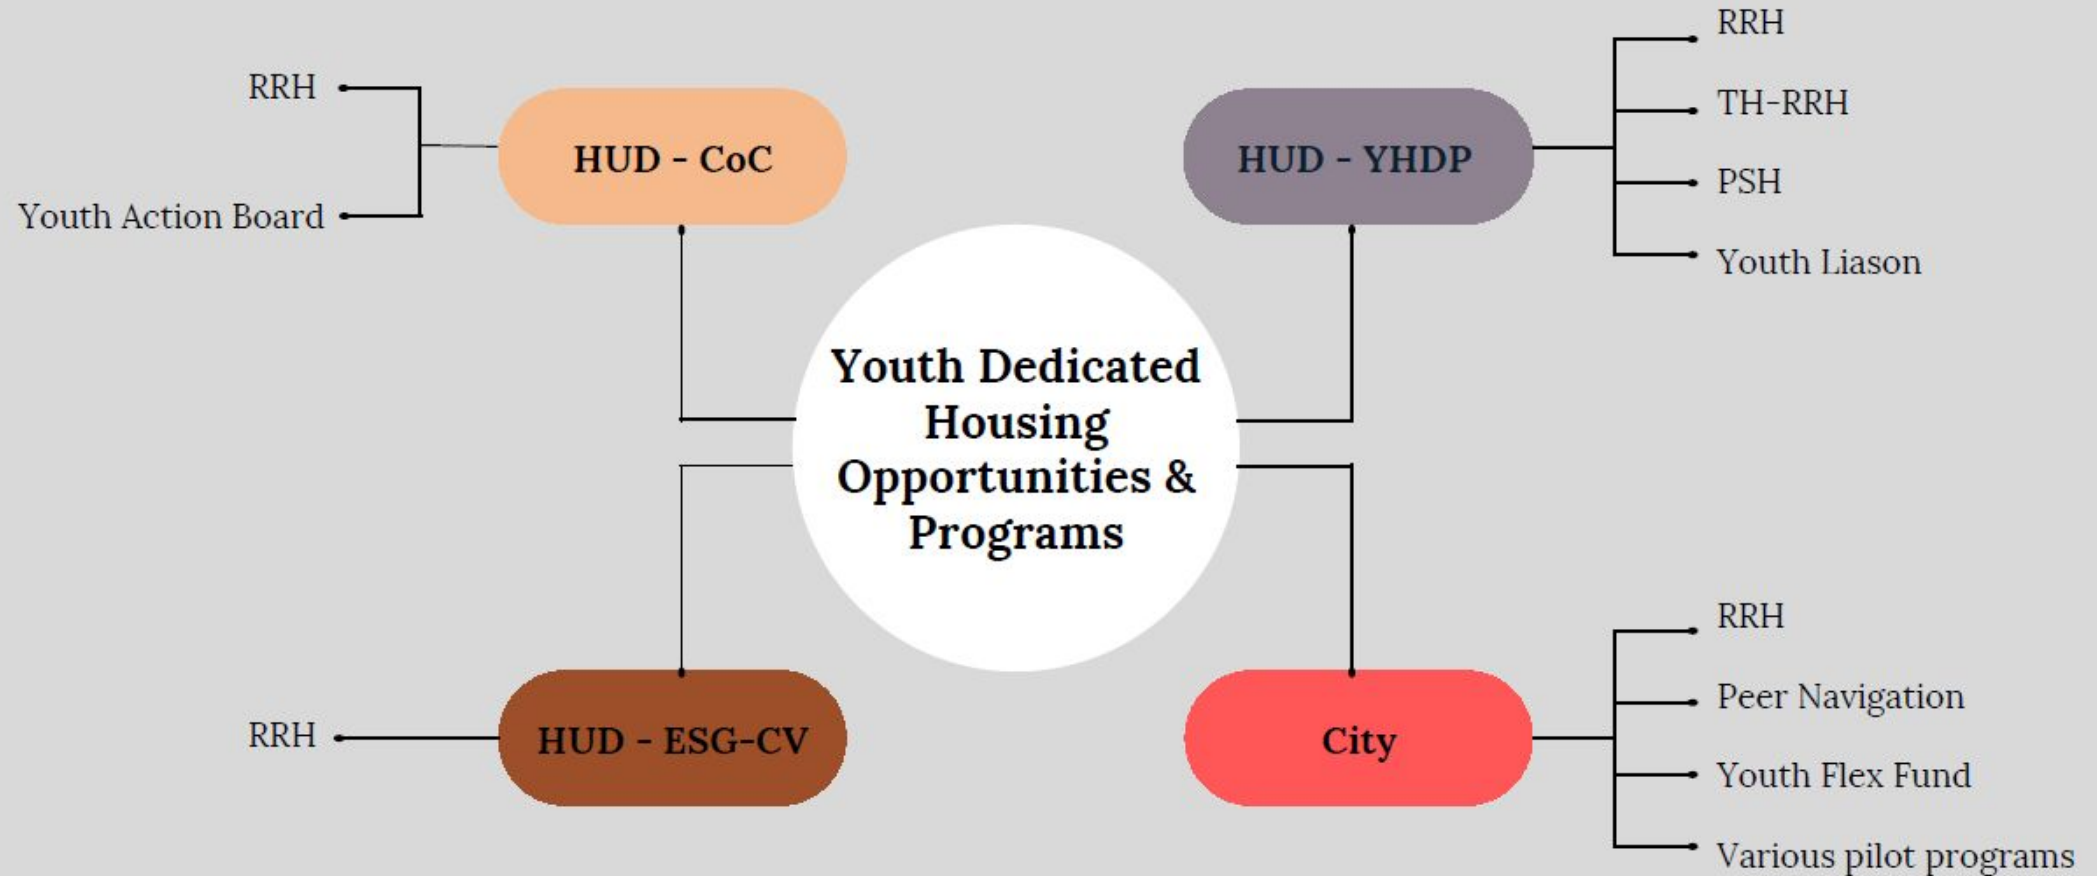 RRH
Youth Action Board
HUD - CoC
HUD - YHDP
RRH
TH-RRH
PSH
Youth Liason
Youth Dedicated
Housing
Opportunities &
Programs
RRH
HUD - ESG-CV
City
RRH
Peer Navigation
Youth Flex Fund
Various pilot programs